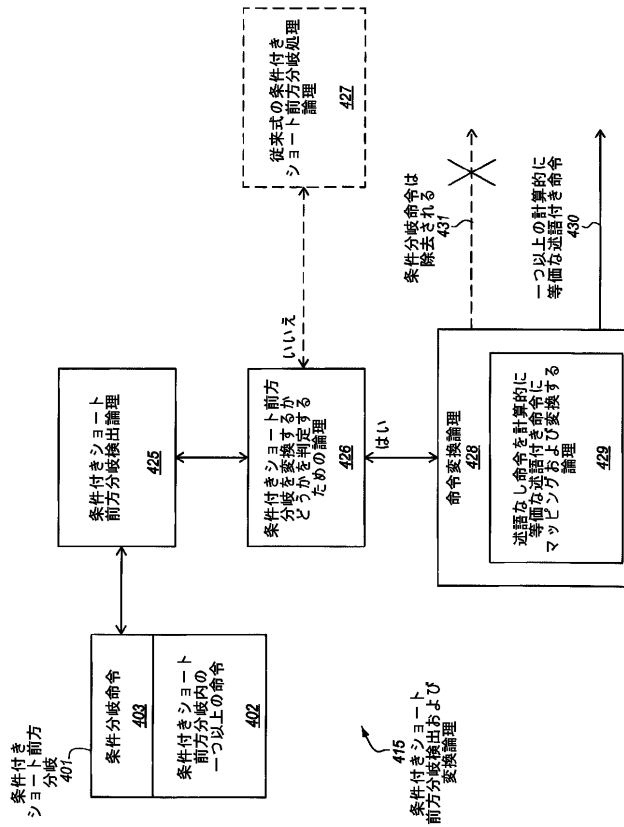 条件付き
ショート前方
分岐
401
条件分岐命令
403
条件付きショート
前方分岐内の
一つ以上の命令
402
条件付きショート
前方分岐検出論理
425
条件付きショート前方
分岐を変換するか
どうかを判定する
ための論理
426
いいえ
従来式の条件付き
ショート前方分岐処理
論理
427
はい
命令変換論理
428
述語なし命令を計算的に
等価な述語付き命令に
マッピングおよび変換する
論理
429
条件分岐命令は
除去される
431
一つ以上の計算的に
等価な述語付き命令
430
415
条件付きショート
前方分岐検出および
変換論理